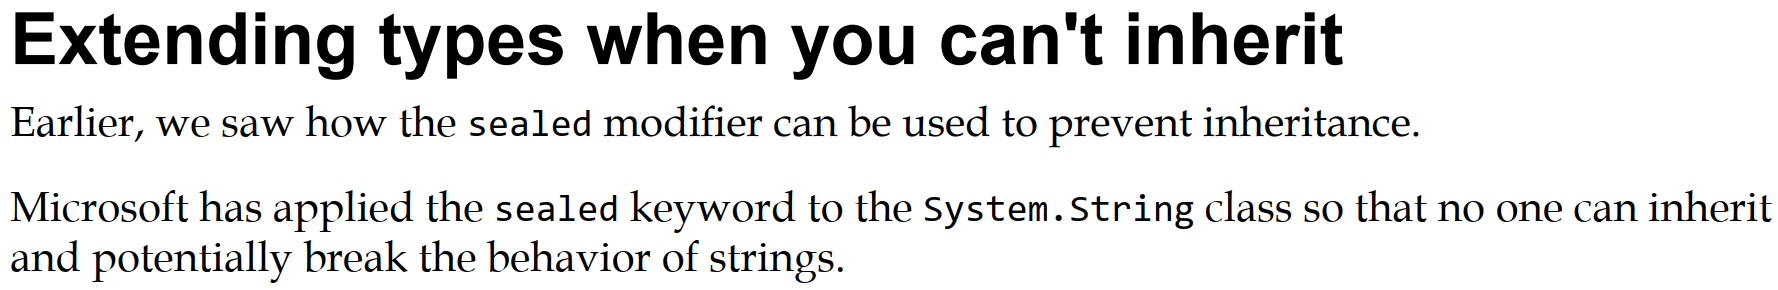 Extending types when you can't inherit
Earlier, we saw how the sealed modifier can be used to prevent inheritance.
Microsoft has applied the sealed keyword to the System.String class so that no one can inherit
and potentially break the behavior of strings.